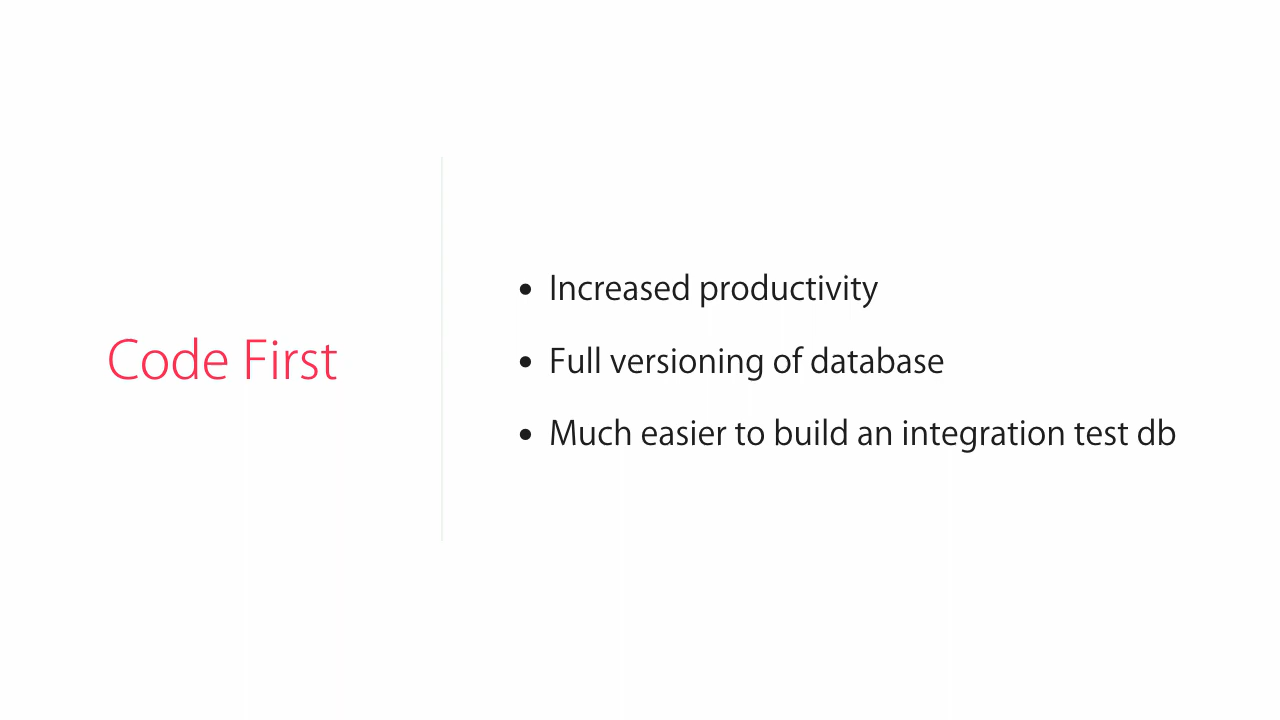 Code First
• Increased productivity
• Full versioning of database
• Much easier to build an integration test db